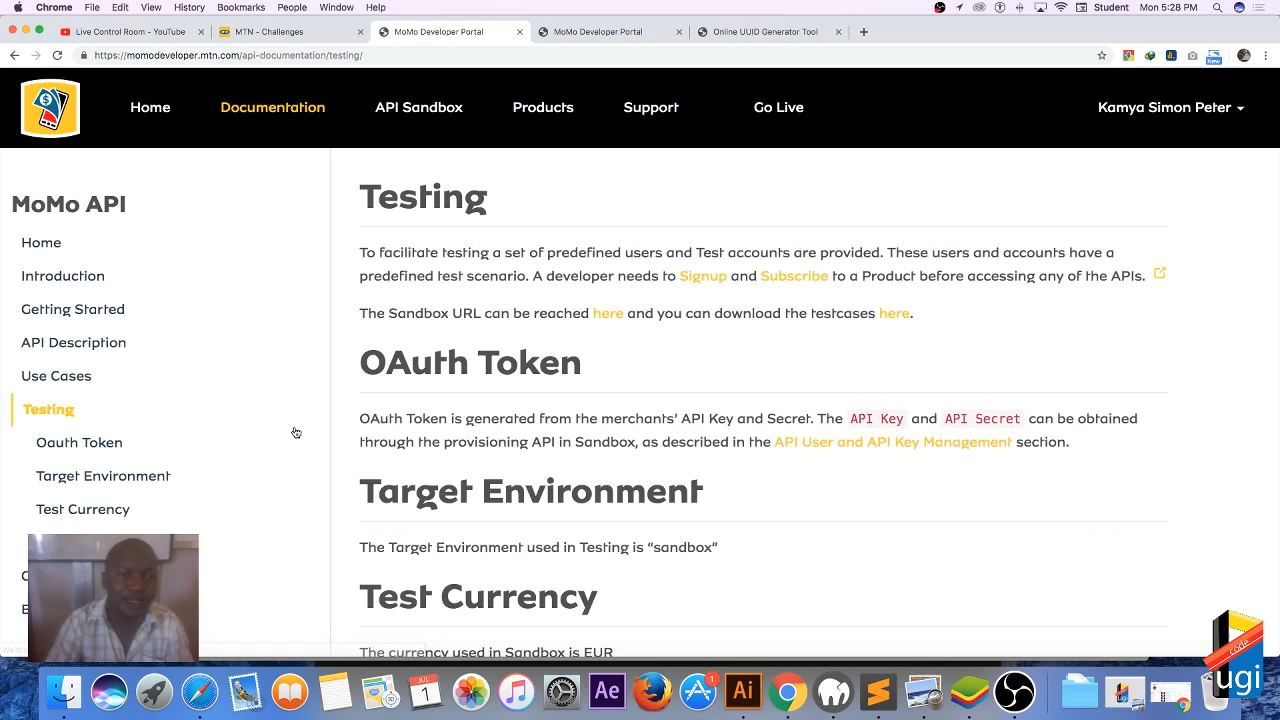 Chrome File Edit View History Bookmarks People Window Help Student Mon 5:28 PM
Live Control Room - YouTube MTN - Challenges MoMo Developer Portal MoMo Developer Portal Online UUID Generator Tool
https://momodeveloper.mtn.com/api-documentation/testing/
New
Home Documentation API Sandbox Products Support Go Live Kamya Simon Peter
MoMo API
Home
Introduction
Getting Started
API Description
Use Cases
Testing
Oauth Token
Target Environment
Test Currency
Testing
To facilitate testing a set of predefined users and Test accounts are provided. These users and accounts have a
predefined test scenario. A developer needs to Signup and Subscribe to a Product before accessing any of the APIs.
The Sandbox URL can be reached here and you can download the testcases here.
OAuth Token
OAuth Token is generated from the merchants' API Key and Secret. The API Key and API Secret can be obtained
through the provisioning API in Sandbox, as described in the API User and API Key Management section.
Target Environment
The Target Environment used in Testing is "sandbox"
Test Currency
The currency used in Sandbox is EUR
JUL
1
Ae
1
Ai
code
ugi